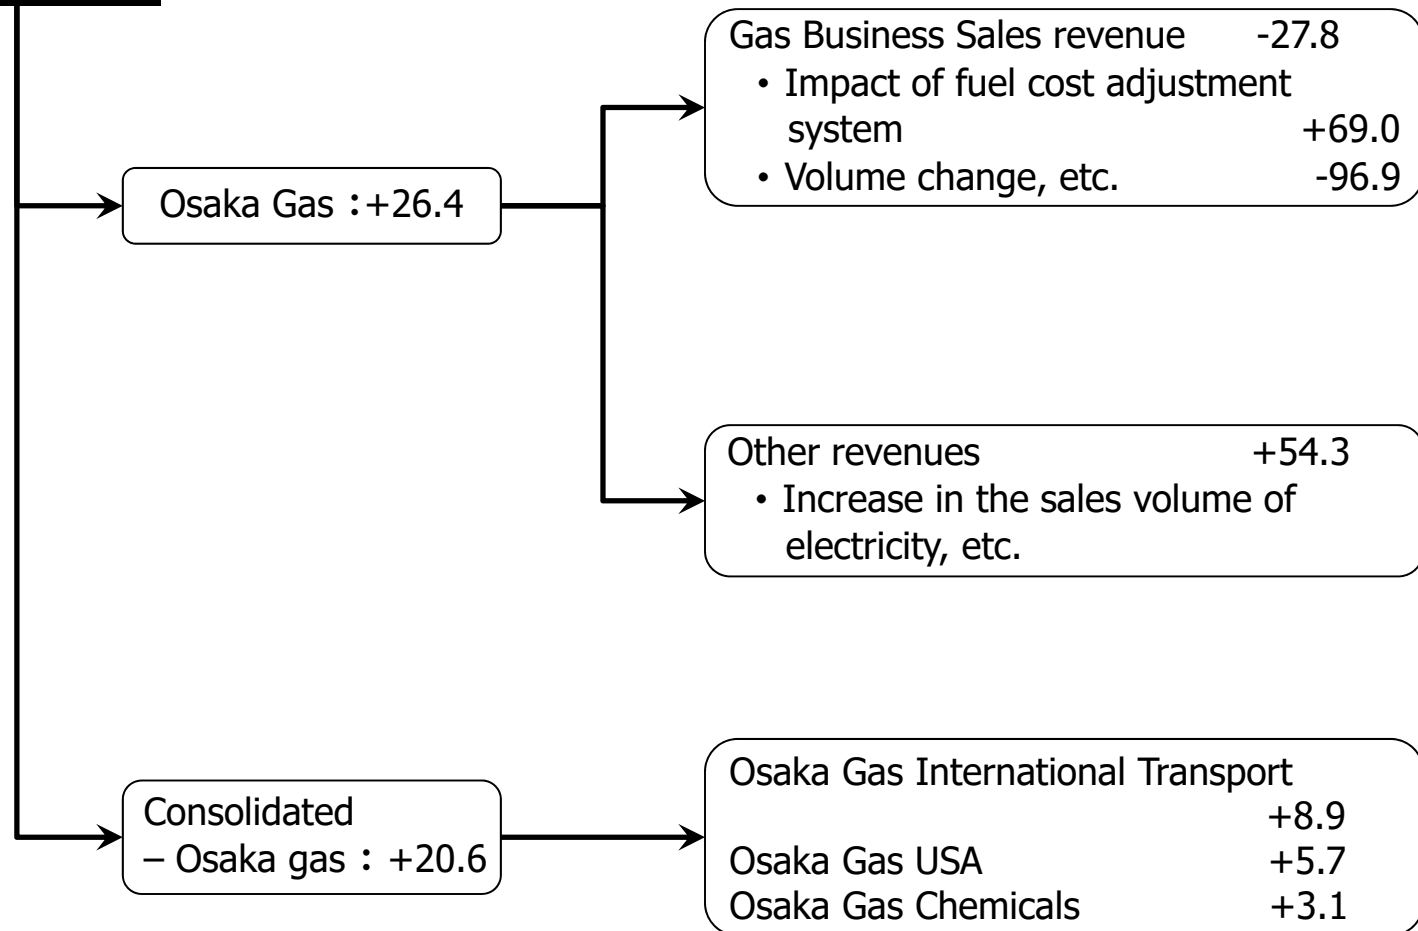 Gas Business Sales revenue -27.8
・Impact of fuel cost adjustment
system +69.0
・Volume change, etc. -96.9
Osaka Gas：+26.4
Other revenues +54.3
・Increase in the sales volume of
electricity, etc.
Consolidated
– Osaka gas：+20.6
Osaka Gas International Transport
+8.9
Osaka Gas USA +5.7
Osaka Gas Chemicals +3.1